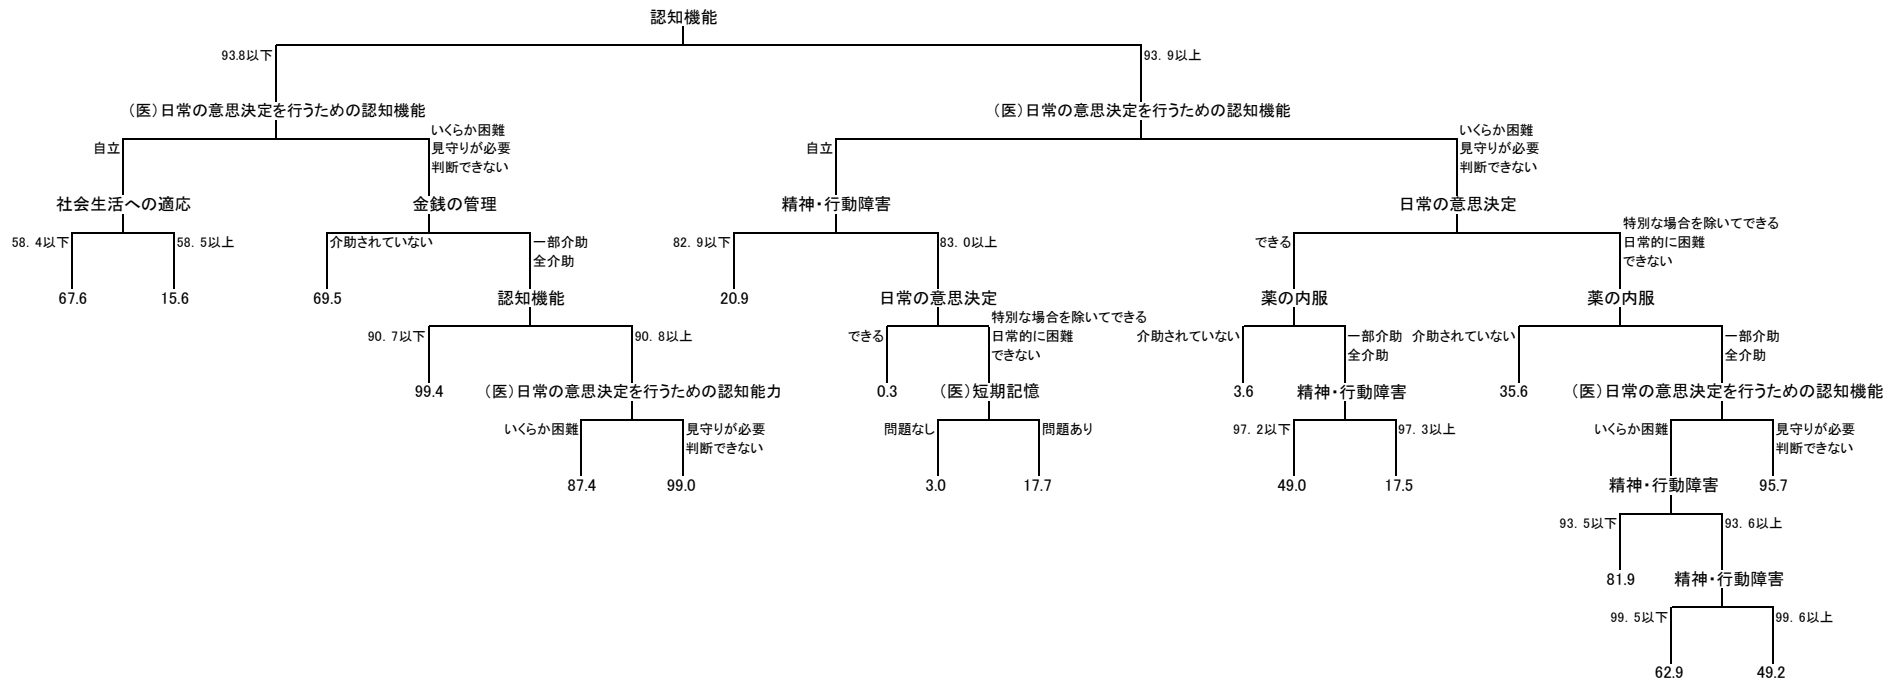 認知機能
93.8以下
93．9以上
（医）日常の意思決定を行うための認知機能
（医）日常の意思決定を行うための認知機能
自立
いくらか困難
見守りが必要
判断できない
自立
いくらか困難
見守りが必要
判断できない
社会生活への適応
金銭の管理
精神・行動障害
日常の意思決定
58．4以下
58．5以上
介助されていない
一部介助
全介助
82．9以下
83．0以上
できる
特別な場合を除いてできる
日常的に困難
できない
67.6
15.6
69.5
認知機能
20.9
日常の意思決定
薬の内服
薬の内服
90．7以下
90．8以上
できる
特別な場合を除いてできる
日常的に困難
できない
介助されていない
一部介助
全介助
介助されていない
一部介助
全介助
99.4
（医）日常の意思決定を行うための認知能力
0.3
（医）短期記憶
3.6
精神・行動障害
35.6
（医）日常の意思決定を行うための認知機能
いくらか困難
見守りが必要
判断できない
問題なし
問題あり
97．2以下
97．3以上
いくらか困難
見守りが必要
判断できない
87.4
99.0
3.0
17.7
49.0
17.5
精神・行動障害
95.7
93．5以下
93．6以上
81.9
精神・行動障害
99．5以下
99．6以上
62.9
49.2